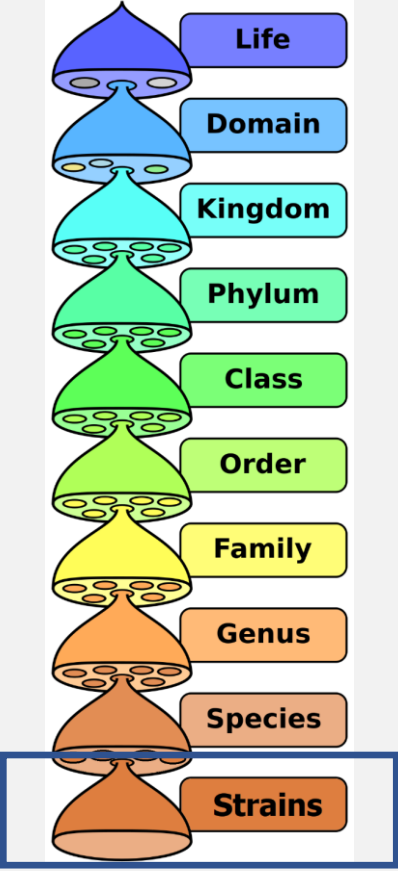 Life
Domain
Kingdom
Phylum
Class
Order
Family
Genus
Species
Strains